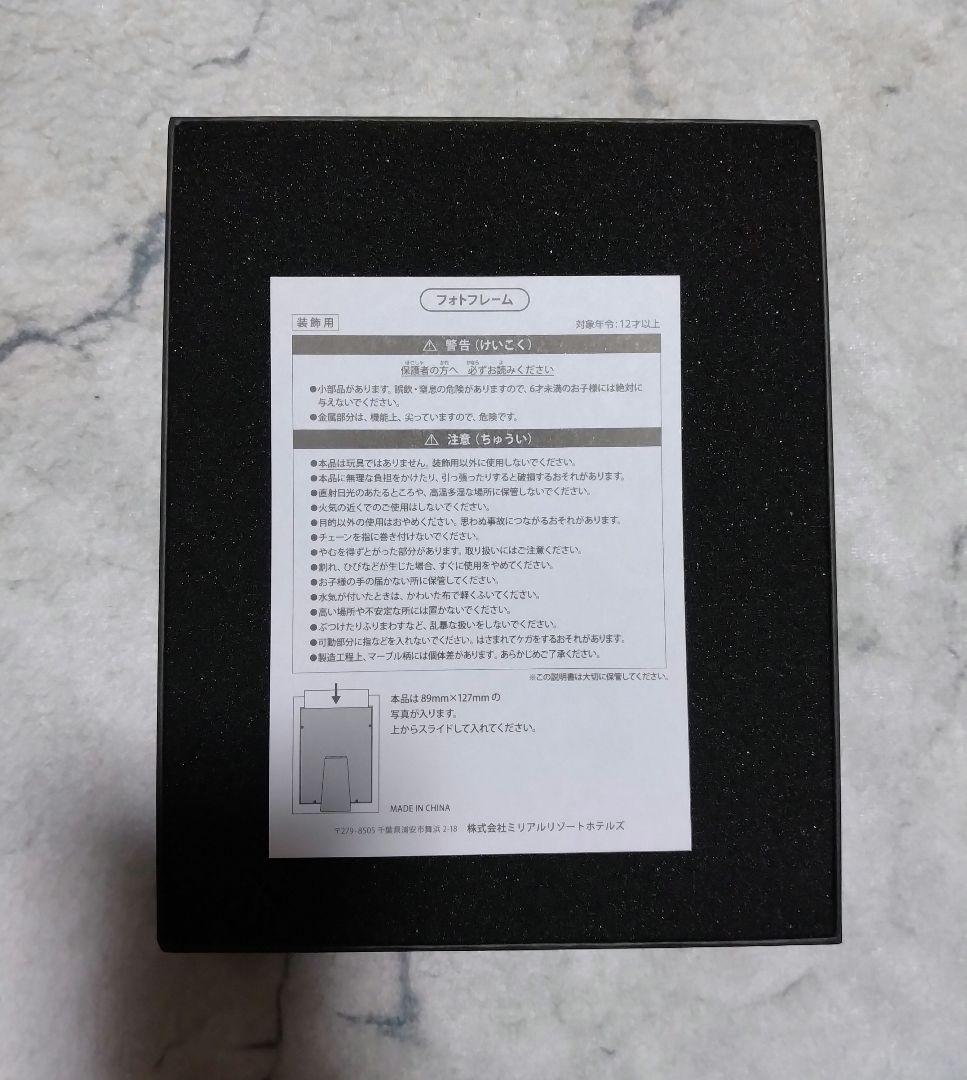 フォトフレーム
装飾用
対象年令:12才以上
⚠ 警告(けいこく)
保護者の方へ 必ずお読みください
●小部品があります。誤飲・窒息の危険がありますので、6才未満のお子様には絶対に
与えないでください。
●金属部分は、機能上、尖っていますので、危険です。
⚠ 注意(ちゅうい)
●本品は玩具ではありません。装飾用以外に使用しないでください。
●本品に無理な負担をかけたり、引っ張ったりすると破損するおそれがあります。
●直射日光のあたるところや、高温多湿な場所に保管しないでください。
●火気の近くでのご使用はしないでください。
●目的以外の使用はおやめください。思わぬ事故につながるおそれがあります。
●チェーンを指に巻き付けないでください。
●やむを得ずとがった部分があります。取り扱いにはご注意ください。
●割れ、ひびなどが生じた場合、すぐに使用をやめてください。
●お子様の手の届かない所に保管してください。
●水気が付いたときは、かわいた布で軽くふいてください。
●高い場所や不安定な所には置かないでください。
●ぶつけたりふりまわすなど、乱暴な扱いをしないでください。
●可動部分に指などを入れないでください。はさまれてケガをするおそれがあります。
●製造工程上、マーブル柄には個体差があります。あらかじめご了承ください。
※この説明書は大切に保管してください。
本品は 89mm×127mm の
写真が入ります。
上からスライドして入れてください。
MADE IN CHINA
〒279-8505 千葉県浦安市舞浜 2-18 株式会社ミリアルリゾートホテルズ